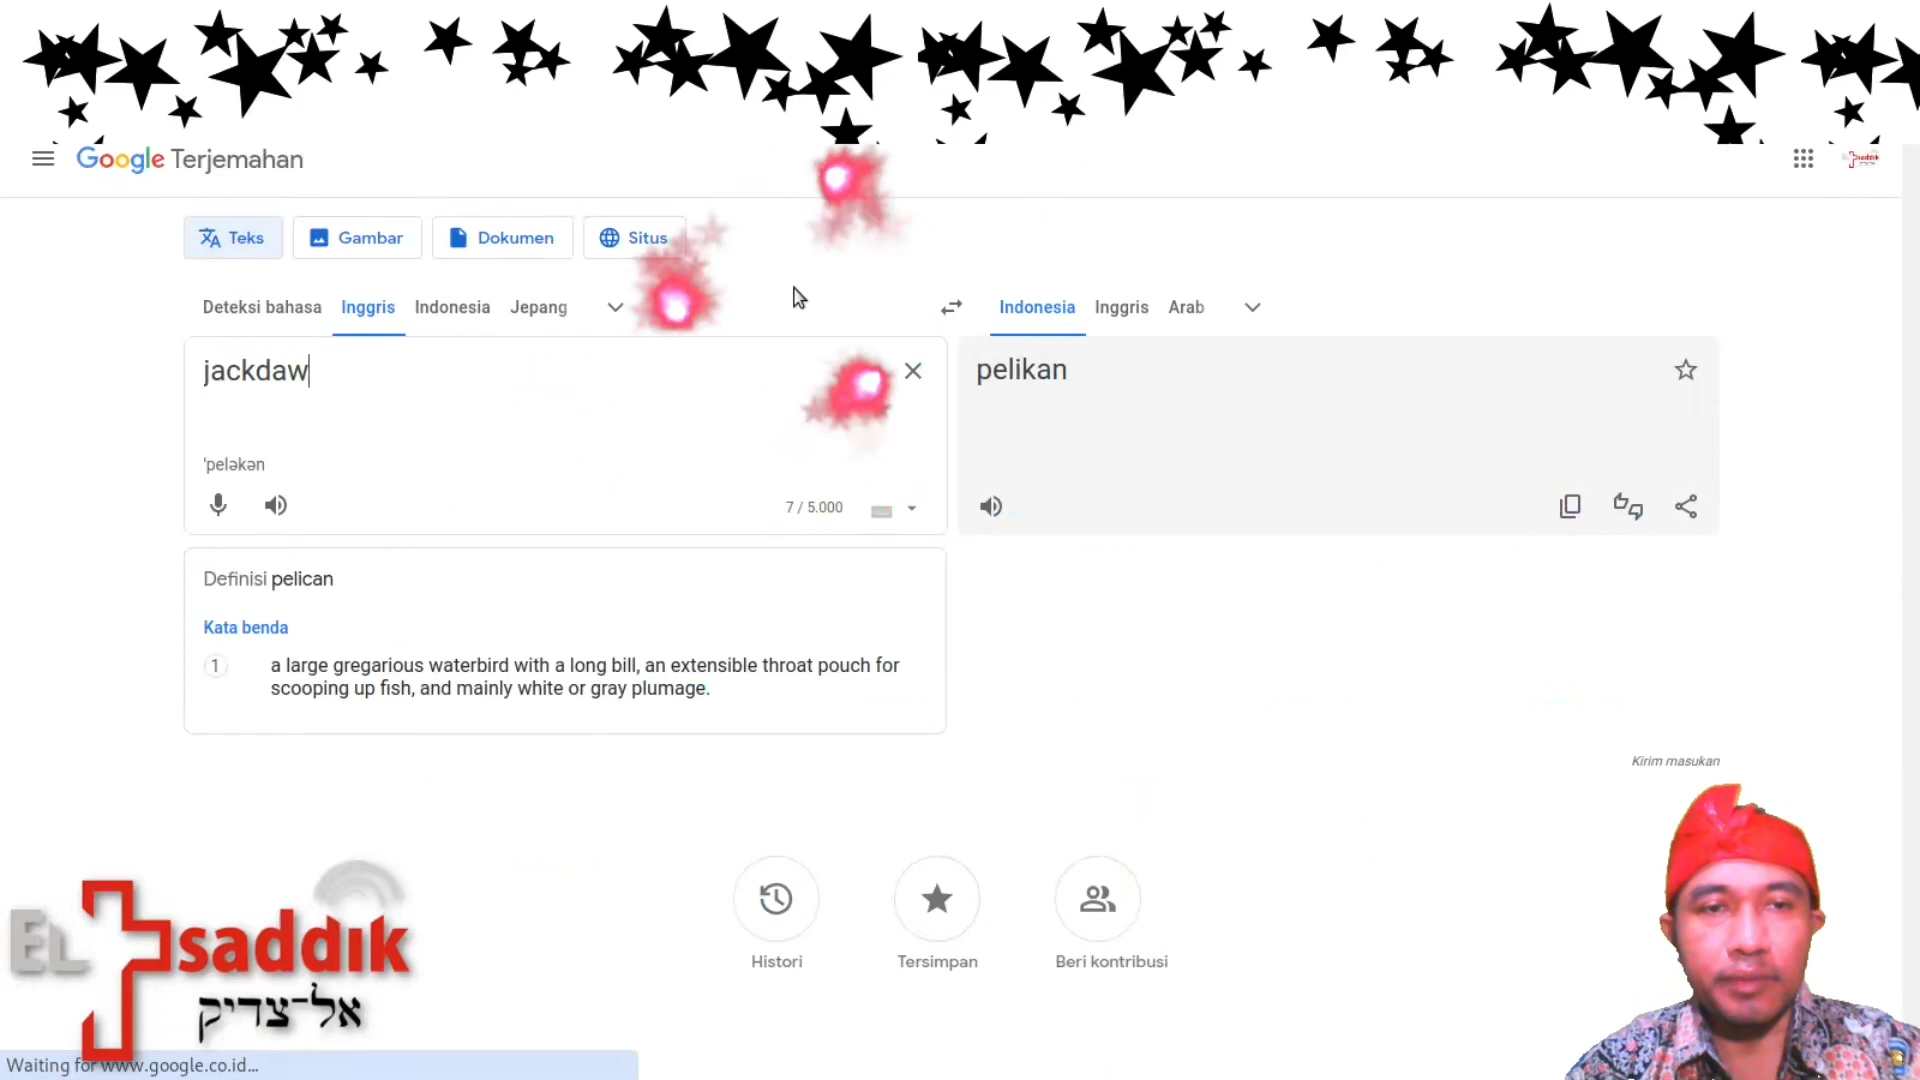 Google Terjemahan
Teks
Gambar
Dokumen
Situs
Deteksi bahasa
Inggris
Indonesia
Jepang
Indonesia
Inggris
Arab
jackdaw
pelikan
ˈpeləkən
7 / 5.000
Definisi pelican
Kata benda
1
a large gregarious waterbird with a long bill, an extensible throat pouch for
scooping up fish, and mainly white or gray plumage.
Kirim masukan
Histori
Tersimpan
Beri kontribusi
EL saddik
אל-צדיק
Waiting for www.google.co.id...